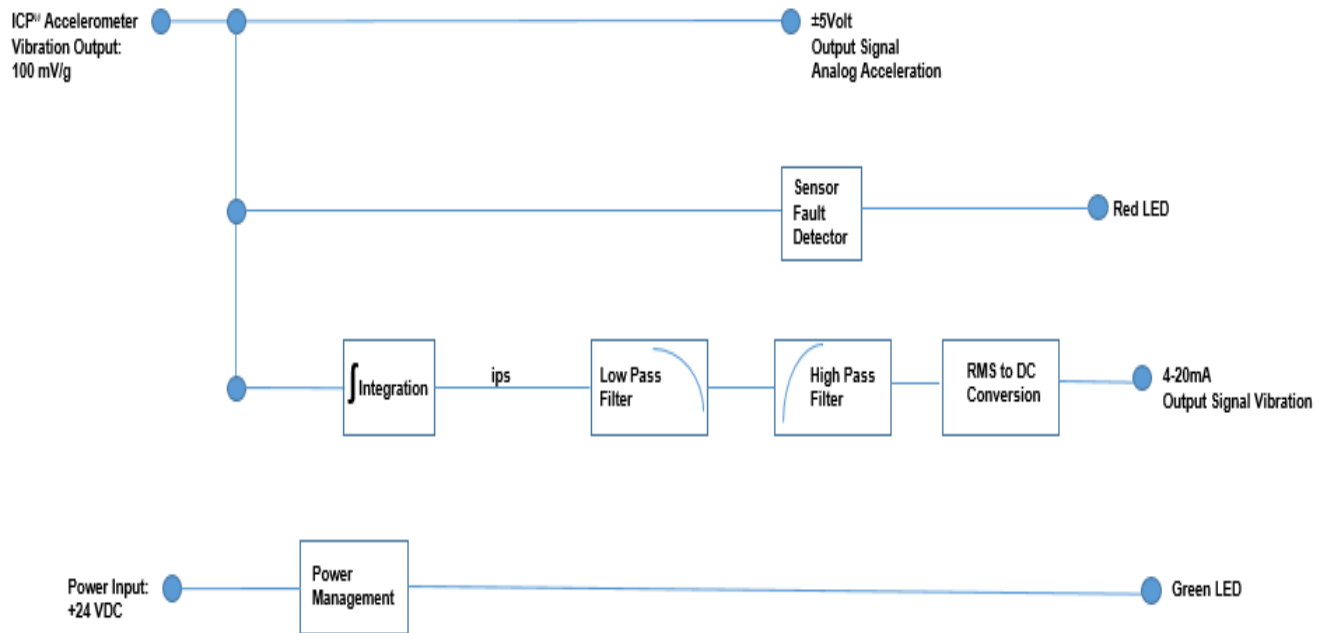 ICP® Accelerometer
Vibration Output:
100 mV/g
±5Volt
Output Signal
Analog Acceleration
Sensor
Fault
Detector
Red LED
∫Integration
ips
Low Pass
Filter
High Pass
Filter
RMS to DC
Conversion
4-20mA
Output Signal Vibration
Power Input:
+24 VDC
Power
Management
Green LED